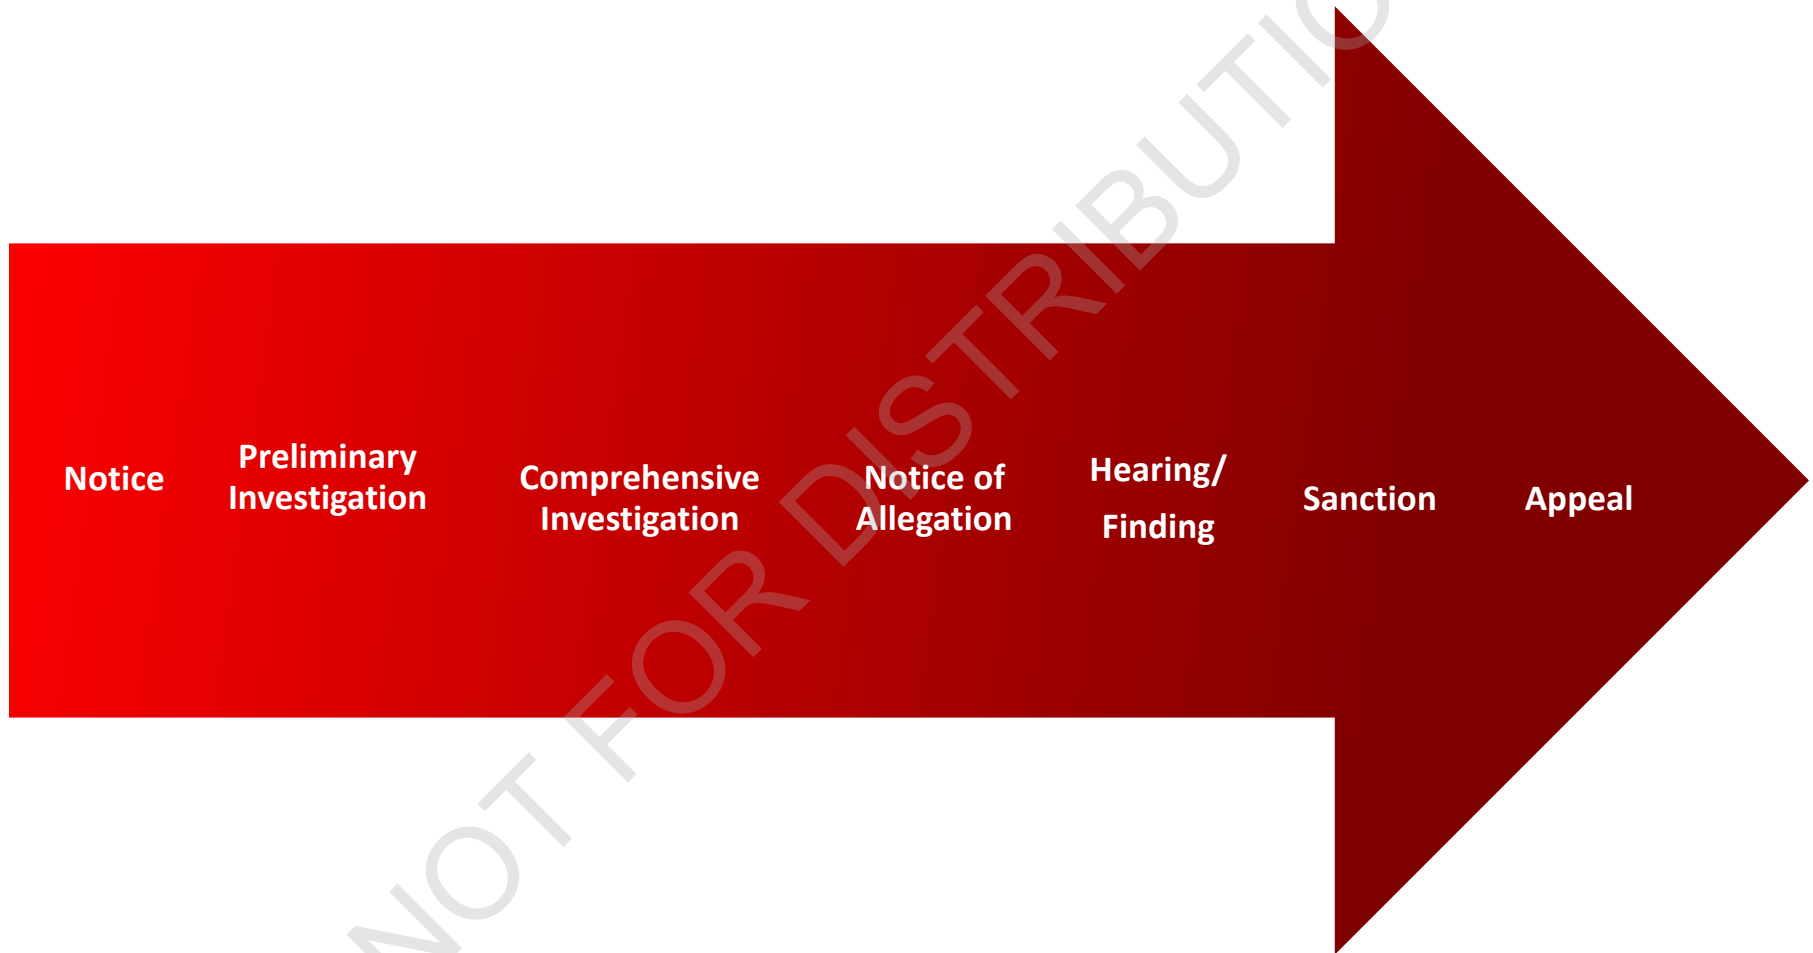 Notice
Preliminary
Investigation
Comprehensive
Investigation
Notice of
Allegation
Hearing/
Finding
Sanction
Appeal
NOT FOR DISTRIBUTIO